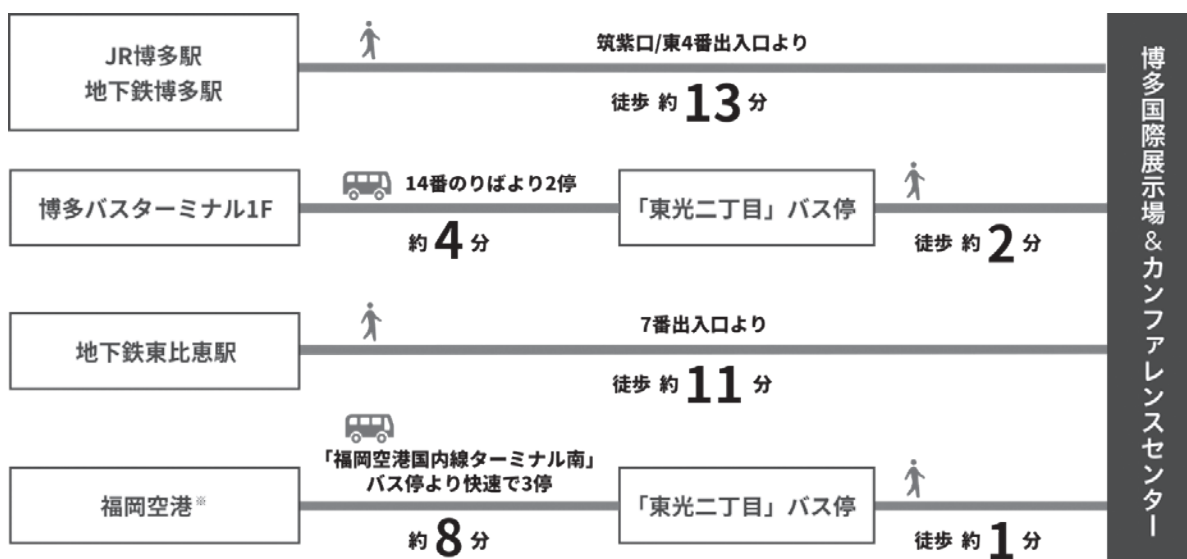 JR博多駅
地下鉄博多駅
筑紫口/東4番出入口より
徒歩 約 13 分
博多バスターミナル1F
14番のりばより2停
約 4 分
「東光二丁目」バス停
徒歩 約 2 分
地下鉄東比恵駅
7番出入口より
徒歩 約 11 分
福岡空港※
「福岡空港国内線ターミナル南」
バス停より快速で3停
約 8 分
「東光二丁目」バス停
徒歩 約 1 分
博多国際展示場&カンファレンスセンター